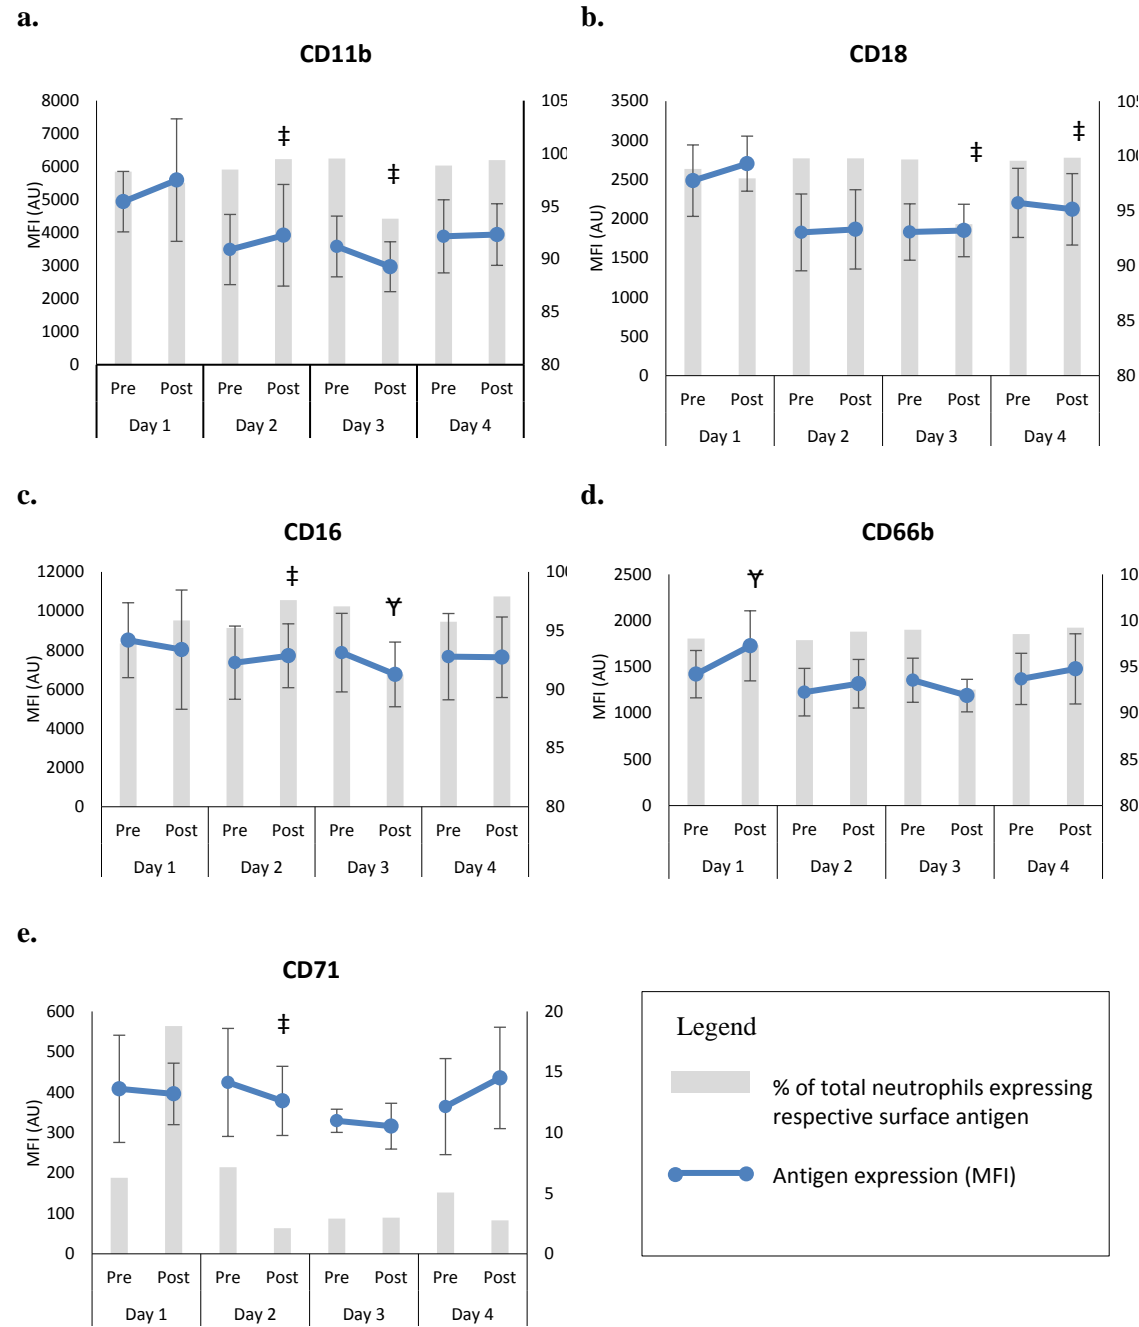 a.
CD11b
8000
7000
6000
5000
4000
3000
2000
1000
0
MFI (AU)
105
100
95
90
85
80
‡
‡
Pre Post Pre Post Pre Post Pre Post
Day 1 Day 2 Day 3 Day 4
b.
CD18
3500
3000
2500
2000
1500
1000
500
0
MFI (AU)
105
100
95
90
85
80
‡
‡
Pre Post Pre Post Pre Post Pre Post
Day 1 Day 2 Day 3 Day 4
c.
CD16
12000
10000
8000
6000
4000
2000
0
MFI (AU)
100
95
90
85
80
‡
Ɏ
Pre Post Pre Post Pre Post Pre Post
Day 1 Day 2 Day 3 Day 4
d.
CD66b
2500
2000
1500
1000
500
0
MFI (AU)
95
90
85
80
Ɏ
Pre Post Pre Post Pre Post Pre Post
Day 1 Day 2 Day 3 Day 4
e.
CD71
600
500
400
300
200
100
0
MFI (AU)
20
15
10
5
0
‡
Pre Post Pre Post Pre Post Pre Post
Day 1 Day 2 Day 3 Day 4
Legend
% of total neutrophils expressing
respective surface antigen
Antigen expression (MFI)